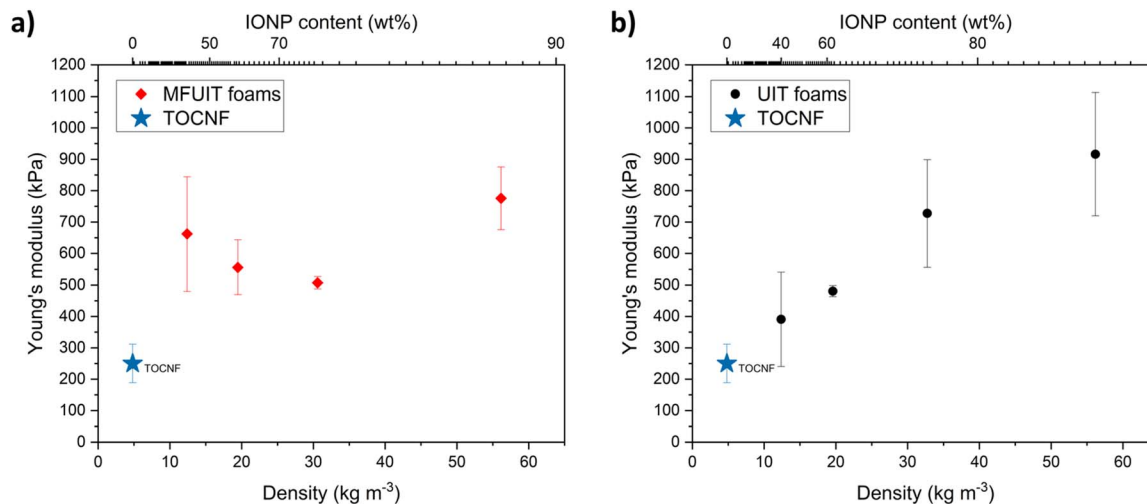 a)
IONP content (wt%)
0 50 70 90
1200
1100
1000
900
800
700
600
500
400
300
200
100
0
Young's modulus (kPa)
MFUIT foams
TOCNF
TOCNF
0 10 20 30 40 50 60
Density (kg m⁻³)
b)
IONP content (wt%)
0 40 60 80
1200
1100
1000
900
800
700
600
500
400
300
200
100
0
Young's modulus (kPa)
UIT foams
TOCNF
TOCNF
0 10 20 30 40 50 60
Density (kg m⁻³)